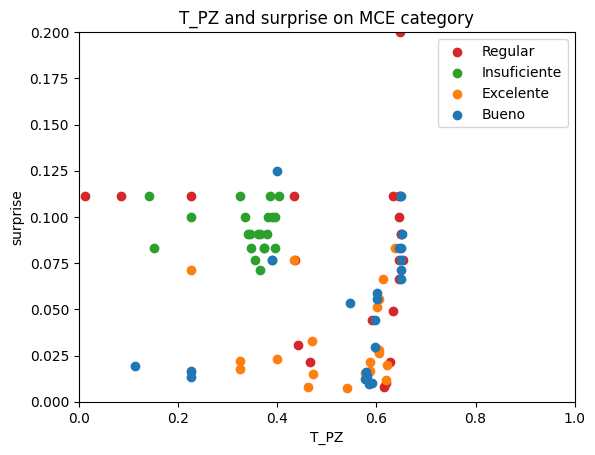 T_PZ and surprise on MCE category
0.200
0.175
0.150
0.125
0.100
0.075
0.050
0.025
0.000
surprise
Regular
Insuficiente
Excelente
Bueno
0.0 0.2 0.4 0.6 0.8 1.0
T_PZ